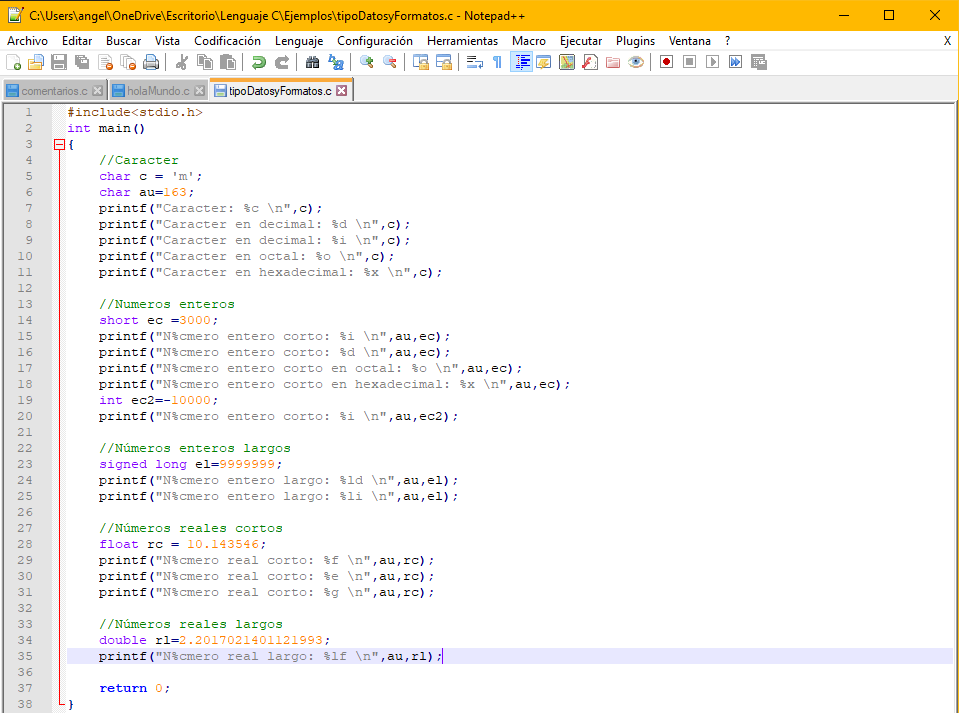 C:\Users\angel\OneDrive\Escritorio\Lenguaje C\Ejemplos\tipoDatosyFormatos.c - Notepad++
Archivo Editar Buscar Vista Codificación Lenguaje Configuración Herramientas Macro Ejecutar Plugins Ventana ? X
comentarios.c holaMundo.c tipoDatosyFormatos.c
1 #include<stdio.h>
2 int main()
3 {
4 //Caracter
5 char c = 'm';
6 char au=163;
7 printf("Caracter: %c \n",c);
8 printf("Caracter en decimal: %d \n",c);
9 printf("Caracter en decimal: %i \n",c);
10 printf("Caracter en octal: %o \n",c);
11 printf("Caracter en hexadecimal: %x \n",c);
12
13 //Numeros enteros
14 short ec =3000;
15 printf("N%cmero entero corto: %i \n",au,ec);
16 printf("N%cmero entero corto: %d \n",au,ec);
17 printf("N%cmero entero corto en octal: %o \n",au,ec);
18 printf("N%cmero entero corto en hexadecimal: %x \n",au,ec);
19 int ec2=-10000;
20 printf("N%cmero entero corto: %i \n",au,ec2);
21
22 //Números enteros largos
23 signed long el=9999999;
24 printf("N%cmero entero largo: %ld \n",au,el);
25 printf("N%cmero entero largo: %li \n",au,el);
26
27 //Números reales cortos
28 float rc = 10.143546;
29 printf("N%cmero real corto: %f \n",au,rc);
30 printf("N%cmero real corto: %e \n",au,rc);
31 printf("N%cmero real corto: %g \n",au,rc);
32
33 //Números reales largos
34 double rl=2.2017021401121993;
35 printf("N%cmero real largo: %lf \n",au,rl);
36
37 return 0;
38 }